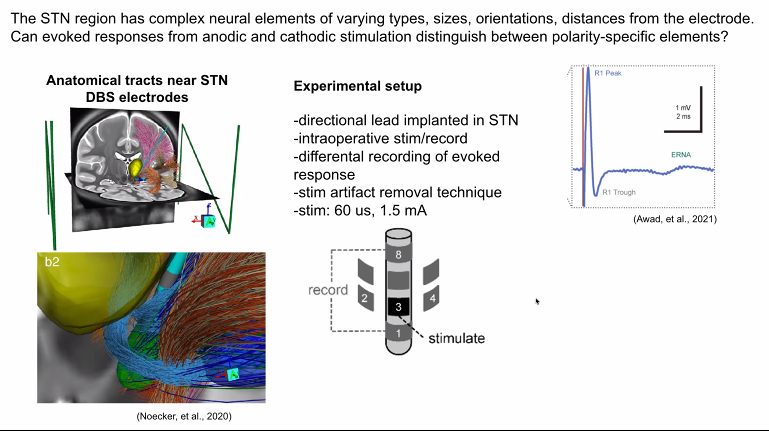 The STN region has complex neural elements of varying types, sizes, orientations, distances from the electrode.
Can evoked responses from anodic and cathodic stimulation distinguish between polarity-specific elements?
Anatomical tracts near STN
DBS electrodes
b2
(Noecker, et al., 2020)
Experimental setup
-directional lead implanted in STN
-intraoperative stim/record
-differental recording of evoked
response
-stim artifact removal technique
-stim: 60 us, 1.5 mA
8
record
2
3
4
1
stimulate
R1 Peak
1 mV
2 ms
ERNA
R1 Trough
(Awad, et al., 2021)